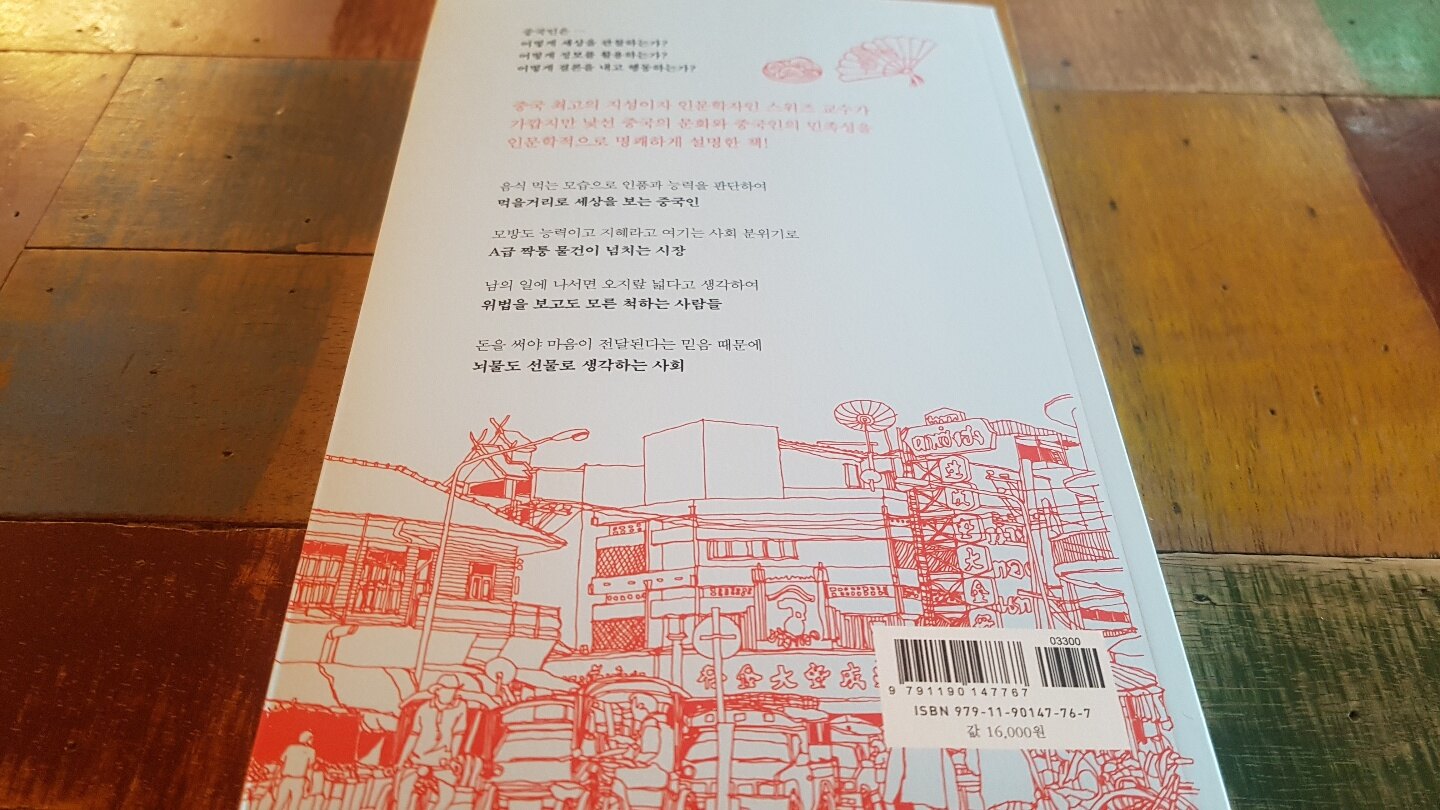 중국인은
어떻게 세상을 관찰하는가?
어떻게 정보를 활용하는가?
어떻게 결론을 내고 행동하는가?
중국 최고의 지성이자 인문학자인 스위즈 교수가
가깝지만 낯선 중국의 문화와 중국인의 민족성을
인문학적으로 명쾌하게 설명한 책!
음식 먹는 모습으로 인품과 능력을 판단하여
먹을거리로 세상을 보는 중국인
모방도 능력이고 지혜라고 여기는 사회 분위기로
A급 짝퉁 물건이 넘치는 시장
남의 일에 나서면 오지랖 넓다고 생각하여
위법을 보고도 모른 척하는 사람들
돈을 써야 마음이 전달된다는 믿음 때문에
뇌물도 선물로 생각하는 사회
大
金
金大
03300
9 791190 147767
ISBN 979-11-90147-76-7
값 16,000원